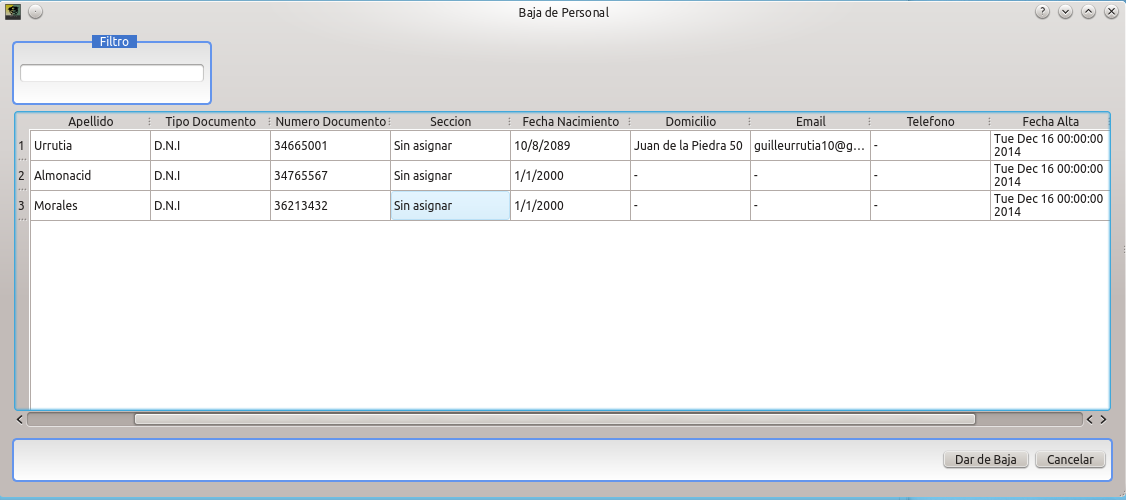 Baja de Personal
Filtro
Apellido Tipo Documento Numero Documento Seccion Fecha Nacimiento Domicilio Email Telefono Fecha Alta
1 Urrutia D.N.I 34665001 Sin asignar 10/8/2089 Juan de la Piedra 50 guilleurrutia10@g... - Tue Dec 16 00:00:00
2014
2 Almonacid D.N.I 34765567 Sin asignar 1/1/2000 - - - Tue Dec 16 00:00:00
2014
3 Morales D.N.I 36213432 Sin asignar 1/1/2000 - - - Tue Dec 16 00:00:00
2014
Dar de Baja Cancelar